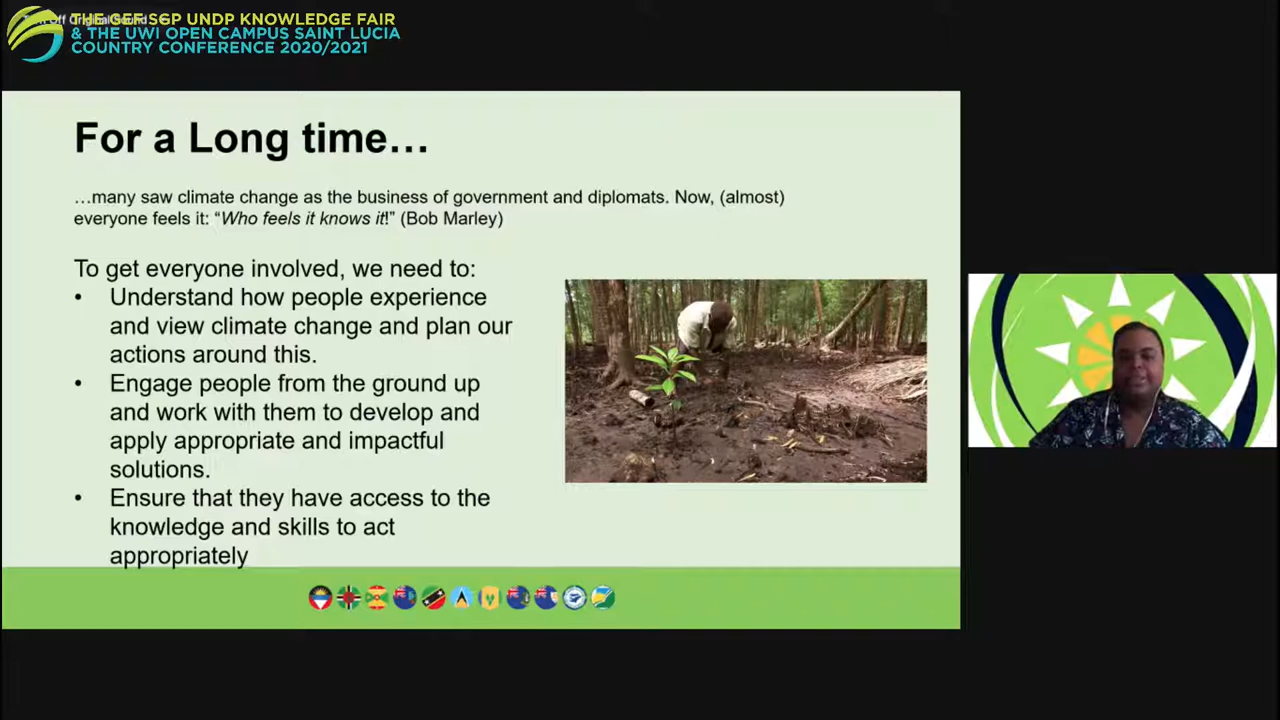 Off Original Sound
THE GEF SGP UNDP KNOWLEDGE FAIR
& THE UWI OPEN CAMPUS SAINT LUCIA
COUNTRY CONFERENCE 2020/2021
For a Long time…
…many saw climate change as the business of government and diplomats. Now, (almost)
everyone feels it: “Who feels it knows it!” (Bob Marley)
To get everyone involved, we need to:
• Understand how people experience
and view climate change and plan our
actions around this.
• Engage people from the ground up
and work with them to develop and
apply appropriate and impactful
solutions.
• Ensure that they have access to the
knowledge and skills to act
appropriately